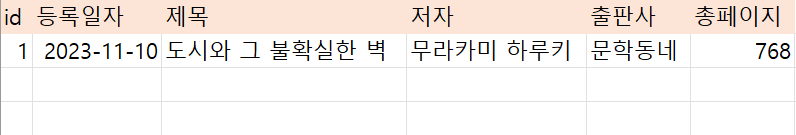 id 등록일자 제목 저자 출판사 총페이지
1 2023-11-10 도시와 그 불확실한 벽 무라카미 하루키 문학동네 768